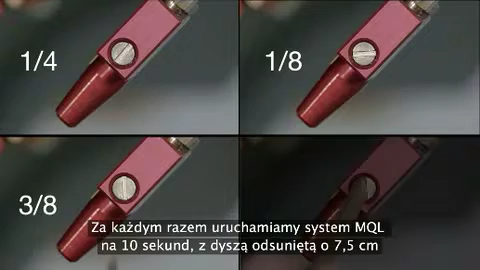 1/4
1/8
3/8
Za każdym razem uruchamiamy system MQL
na 10 sekund, z dyszą odsuniętą o 7,5 cm